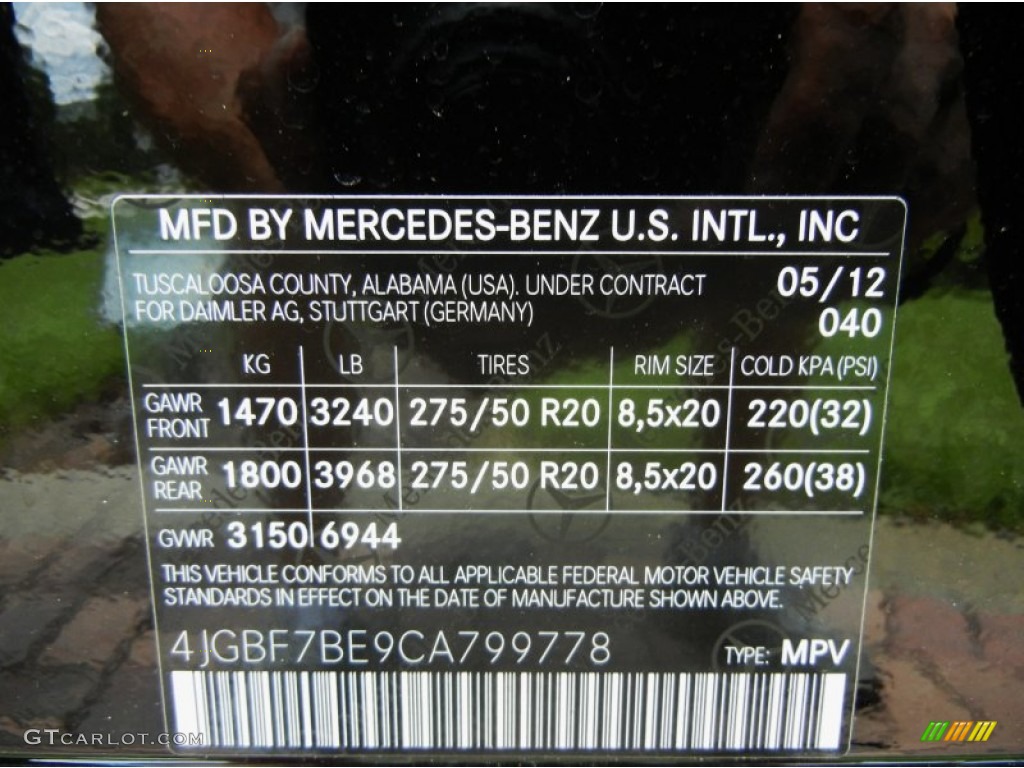 MFD BY MERCEDES-BENZ U.S. INTL., INC
TUSCALOOSA COUNTY, ALABAMA (USA). UNDER CONTRACT 05/12
FOR DAIMLER AG, STUTTGART (GERMANY) 040
KG LB TIRES RIM SIZE COLD KPA (PSI)
GAWR FRONT 1470 3240 275/50 R20 8,5x20 220(32)
GAWR REAR 1800 3968 275/50 R20 8,5x20 260(38)
GVWR 3150 6944
THIS VEHICLE CONFORMS TO ALL APPLICABLE FEDERAL MOTOR VEHICLE SAFETY
STANDARDS IN EFFECT ON THE DATE OF MANUFACTURE SHOWN ABOVE.
4JGBF7BE9CA799778 TYPE: MPV
GTCARLOT.COM